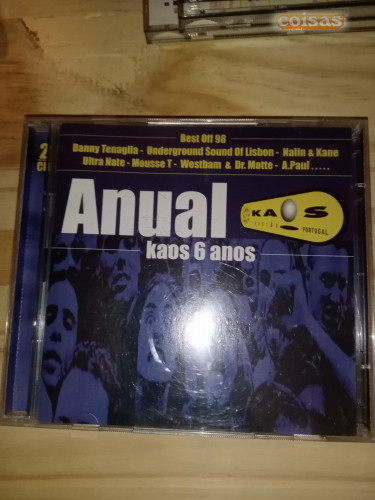 coisas
Best Off 98
Danny Tenaglia - Underground Sound Of Lisbon - Nalin & Kane
Ultra Nate - Mousse T - Westbam & Dr. Motte - A.Paul .....
2
CD
Anual
kaos 6 anos
KAOS
PORTUGAL